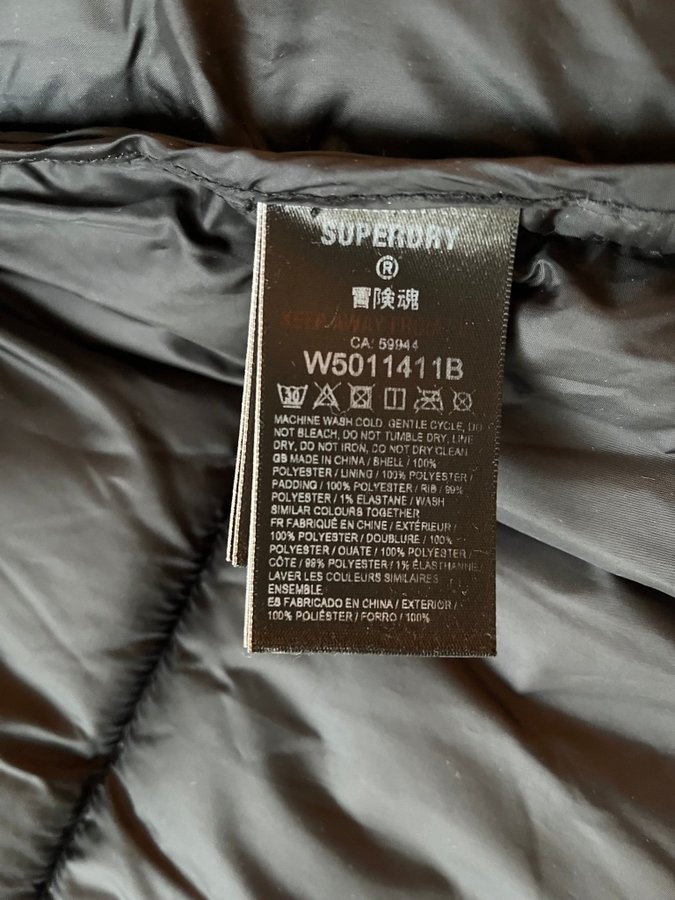 SUPERDRY
®
冒険魂
KEEP AWAY FROM
CA: 59944
W5011411B
30
MACHINE WASH COLD, GENTLE CYCLE, DO
NOT BLEACH, DO NOT TUMBLE DRY, LINE
DRY, DO NOT IRON, DO NOT DRY CLEAN
GB MADE IN CHINA / SHELL / 100%
POLYESTER / LINING / 100% POLYESTER /
PADDING / 100% POLYESTER / RIB / 99%
POLYESTER / 1% ELASTANE / WASH
SIMILAR COLOURS TOGETHER
FR FABRIQUÉ EN CHINE / EXTÉRIEUR /
100% POLYESTER / DOUBLURE / 100%
POLYESTER / OUATE / 100% POLYESTER /
CÔTE / 99% POLYESTER / 1% ÉLASTHANNE /
LAVER LES COULEURS SIMILAIRES
ENSEMBLE
ES FABRICADO EN CHINA / EXTERIOR /
100% POLIÉSTER / FORRO / 100%